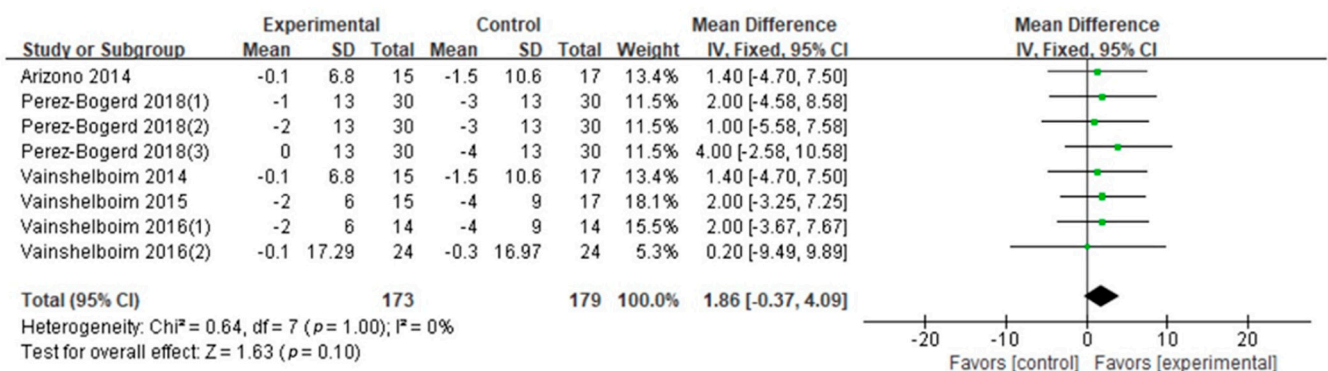 Experimental Control Mean Difference Mean Difference
Study or Subgroup Mean SD Total Mean SD Total Weight IV, Fixed, 95% CI IV, Fixed, 95% CI
Arizono 2014 -0.1 6.8 15 -1.5 10.6 17 13.4% 1.40 [-4.70, 7.50]
Perez-Bogerd 2018(1) -1 13 30 -3 13 30 11.5% 2.00 [-4.58, 8.58]
Perez-Bogerd 2018(2) -2 13 30 -3 13 30 11.5% 1.00 [-5.58, 7.58]
Perez-Bogerd 2018(3) 0 13 30 -4 13 30 11.5% 4.00 [-2.58, 10.58]
Vainshelboim 2014 -0.1 6.8 15 -1.5 10.6 17 13.4% 1.40 [-4.70, 7.50]
Vainshelboim 2015 -2 6 15 -4 9 17 18.1% 2.00 [-3.25, 7.25]
Vainshelboim 2016(1) -2 6 14 -4 9 14 15.5% 2.00 [-3.67, 7.67]
Vainshelboim 2016(2) -0.1 17.29 24 -0.3 16.97 24 5.3% 0.20 [-9.49, 9.89]
Total (95% CI) 173 179 100.0% 1.86 [-0.37, 4.09]
Heterogeneity: Chi² = 0.64, df = 7 (p = 1.00); I² = 0%
Test for overall effect: Z = 1.63 (p = 0.10)
-20 -10 0 10 20
Favors [control] Favors [experimental]